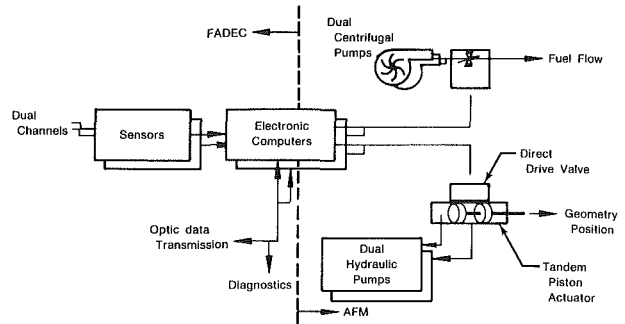 Dual
Centrifugal
Pumps
FADEC
Fuel Flow
Dual
Channels
Sensors
Electronic
Computers
Direct
Drive Valve
Geometry
Position
Optic data
Transmission
Dual
Hydraulic
Pumps
Tandem
Piston
Actuator
Diagnostics
AFM